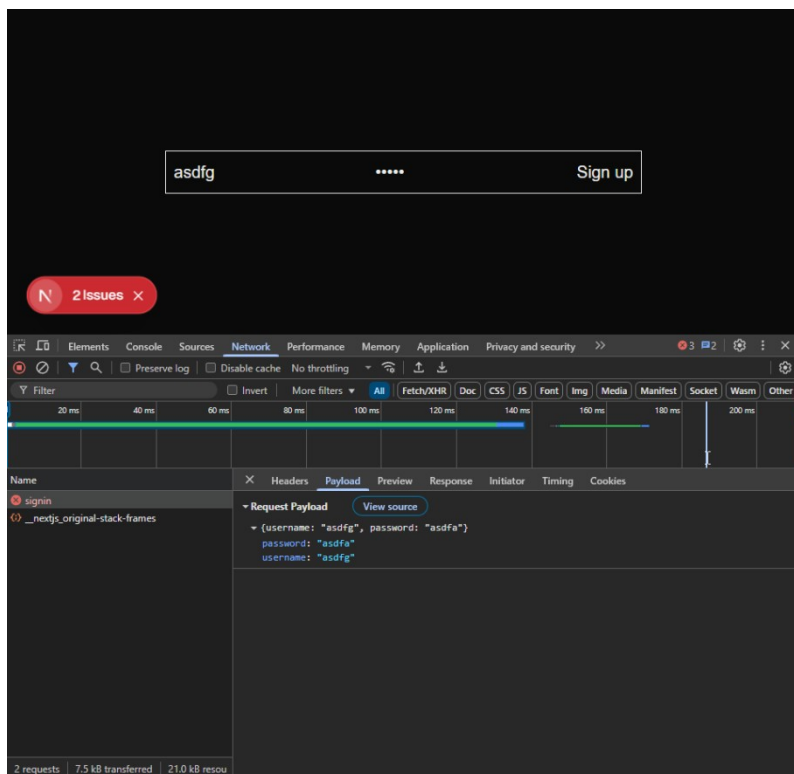 asdfg ••••• Sign up
N 2 Issues ×
Elements Console Sources Network Performance Memory Application Privacy and security >> 3 2
Preserve log Disable cache No throttling
Filter Invert More filters All Fetch/XHR Doc CSS JS Font Img Media Manifest Socket Wasm Other
20 ms 40 ms 60 ms 80 ms 100 ms 120 ms 140 ms 160 ms 180 ms 200 ms
Name × Headers Payload Preview Response Initiator Timing Cookies
signin
__nextjs_original-stack-frames
Request Payload View source
{username: "asdfg", password: "asdfa"}
password: "asdfa"
username: "asdfg"
2 requests 7.5 kB transferred 21.0 kB resou